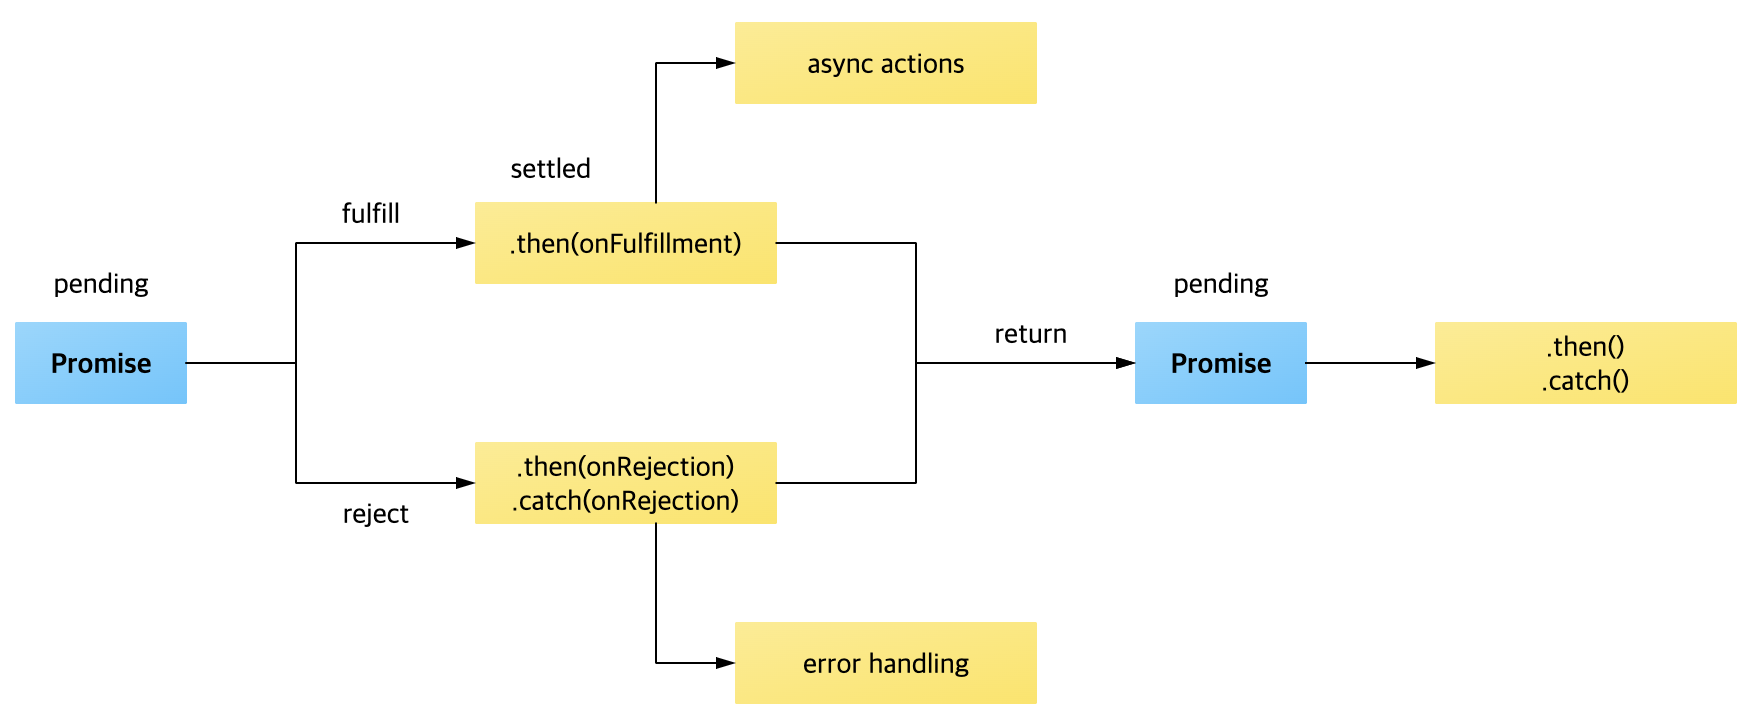 async actions
settled
fulfill
.then(onFulfillment)
pending
Promise
return
pending
Promise
.then()
.catch()
.then(onRejection)
.catch(onRejection)
reject
error handling